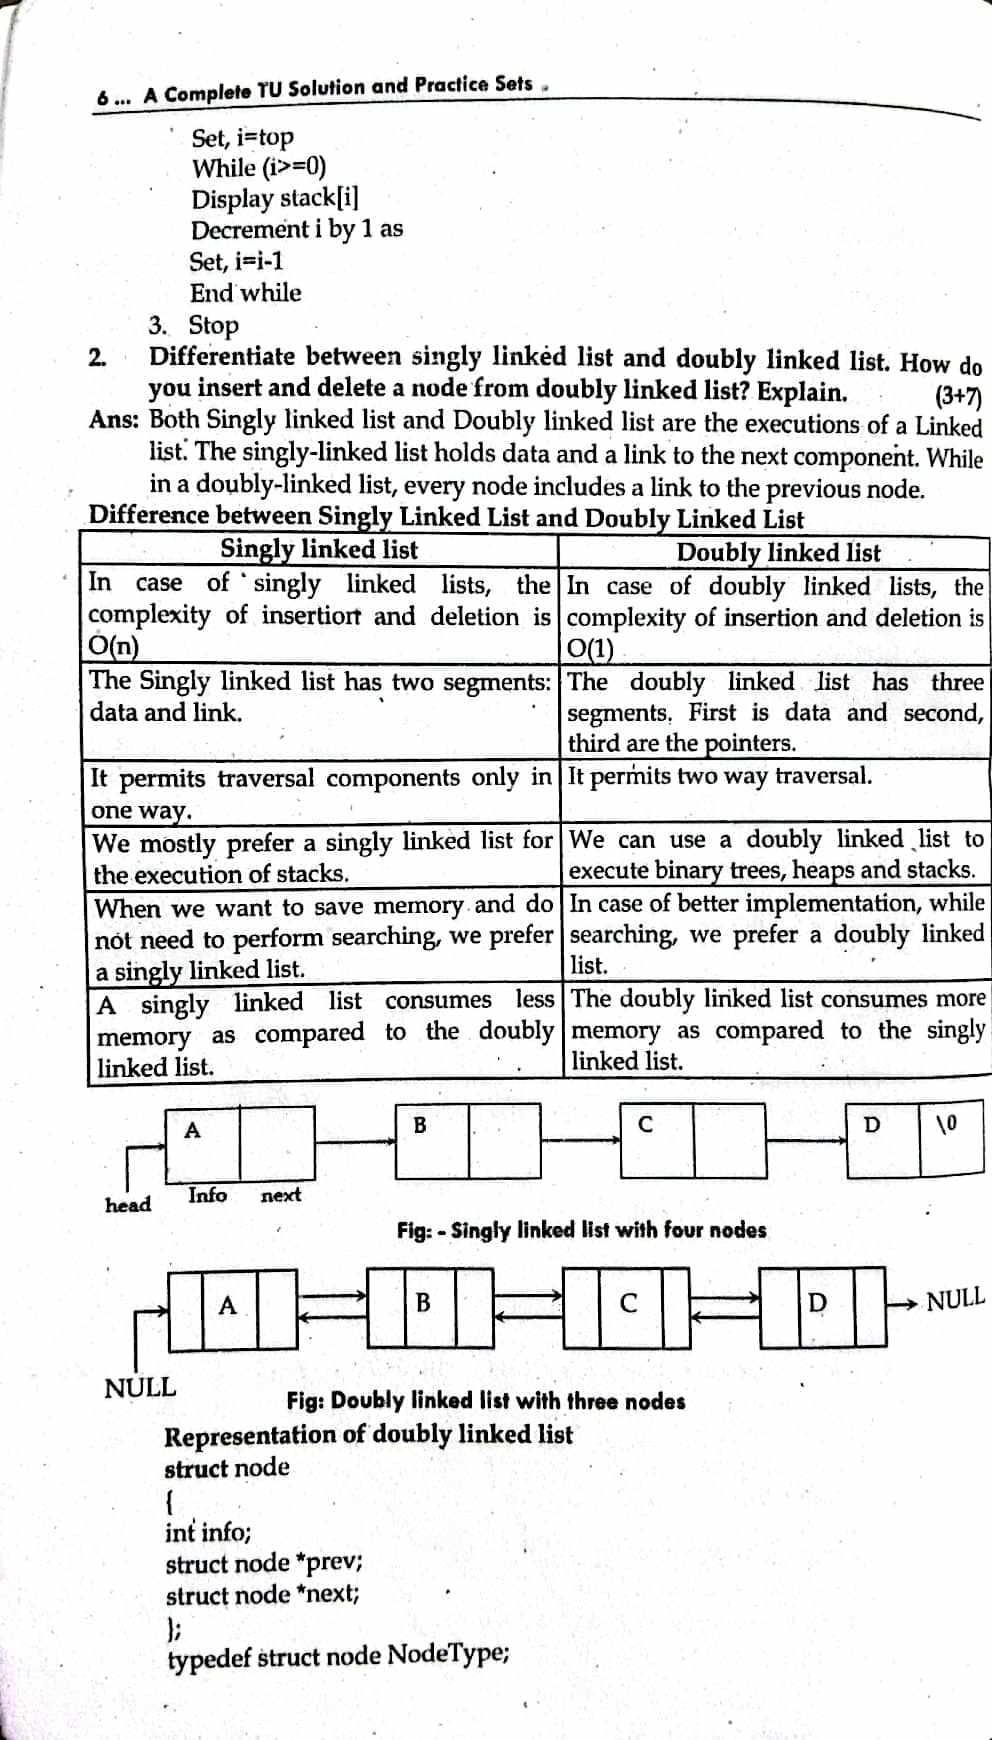 6 ... A Complete TU Solution and Practice Sets
Set, i=top
While (i>=0)
Display stack[i]
Decrement i by 1 as
Set, i=i-1
End while
3. Stop
2. Differentiate between singly linked list and doubly linked list. How do
you insert and delete a node from doubly linked list? Explain. (3+7)
Ans: Both Singly linked list and Doubly linked list are the executions of a Linked
list. The singly-linked list holds data and a link to the next component. While
in a doubly-linked list, every node includes a link to the previous node.
Difference between Singly Linked List and Doubly Linked List
Singly linked list
Doubly linked list
In case of singly linked lists, the
complexity of insertion and deletion is
O(n)
In case of doubly linked lists, the
complexity of insertion and deletion is
O(1)
The Singly linked list has two segments:
data and link.
The doubly linked list has three
segments. First is data and second,
third are the pointers.
It permits traversal components only in
one way.
It permits two way traversal.
We mostly prefer a singly linked list for
the execution of stacks.
We can use a doubly linked list to
execute binary trees, heaps and stacks.
When we want to save memory and do
not need to perform searching, we prefer
a singly linked list.
In case of better implementation, while
searching, we prefer a doubly linked
list.
A singly linked list consumes less
memory as compared to the doubly
linked list.
The doubly linked list consumes more
memory as compared to the singly
linked list.
A B C D \0
head Info next
Fig: - Singly linked list with four nodes
A B C D NULL
NULL
Fig: Doubly linked list with three nodes
Representation of doubly linked list
struct node
{
int info;
struct node *prev;
struct node *next;
};
typedef struct node NodeType;